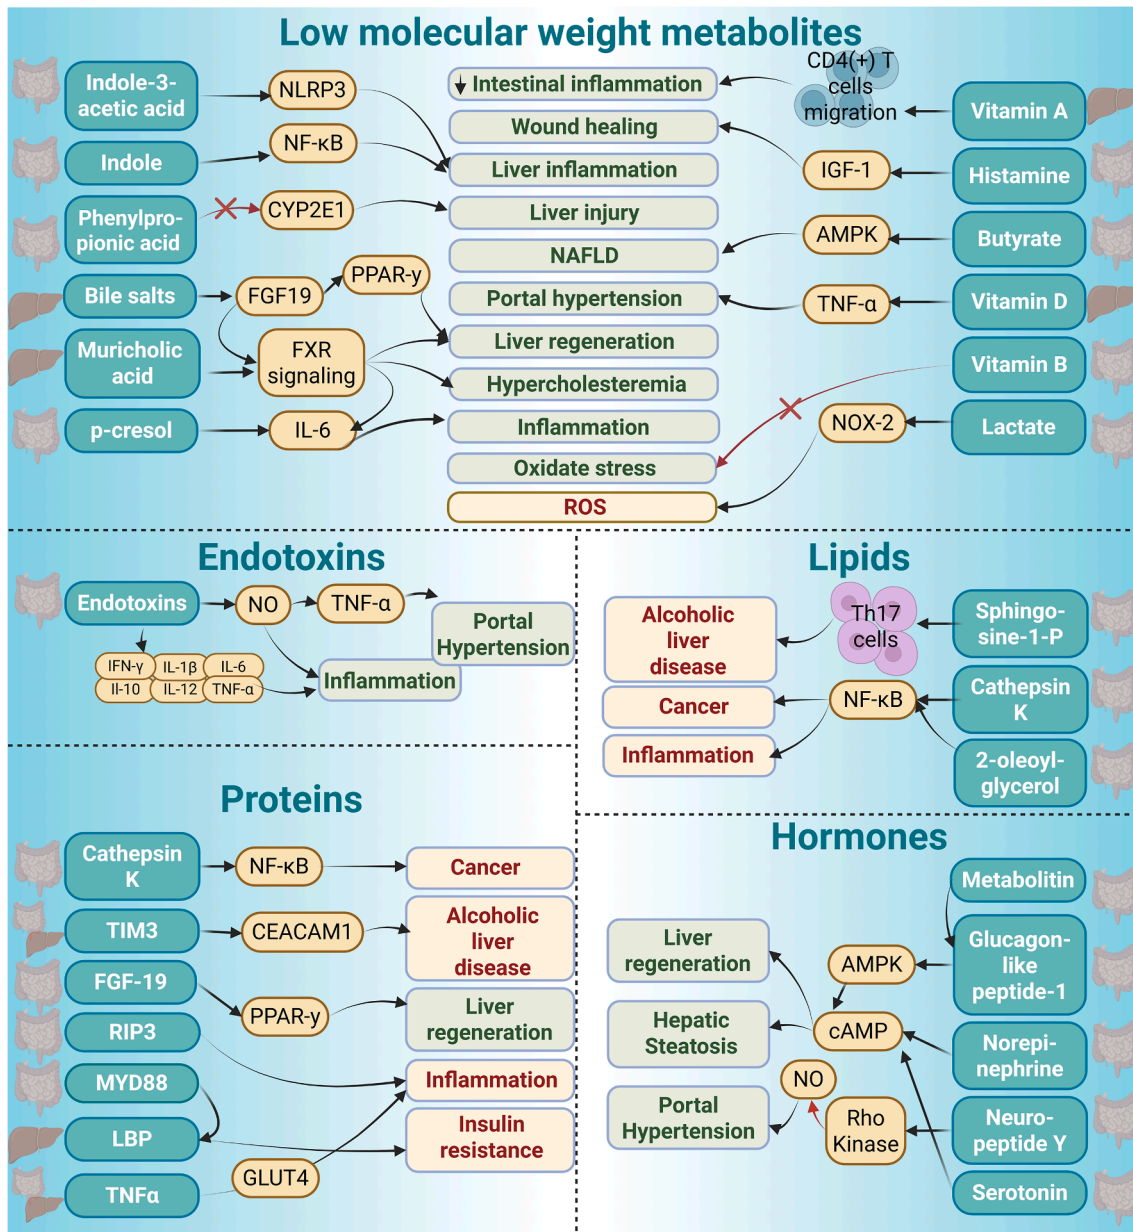 Low molecular weight metabolites
Indole-3-
acetic acid
Indole
Phenylpro-
pionic acid
Bile salts
Muricholic
acid
p-cresol
NLRP3
NF-κB
CYP2E1
PPAR-y
FGF19
FXR
signaling
IL-6
Intestinal inflammation
Wound healing
Liver inflammation
Liver injury
NAFLD
Portal hypertension
Liver regeneration
Hypercholesteremia
Inflammation
Oxidate stress
ROS
CD4(+) T
cells
migration
IGF-1
AMPK
TNF-α
NOX-2
Vitamin A
Histamine
Butyrate
Vitamin D
Vitamin B
Lactate
Endotoxins
Endotoxins
NO
TNF-α
Portal
Hypertension
Inflammation
IFN-γ
IL-1β
IL-6
Il-10
IL-12
TNF-α
Lipids
Alcoholic
liver
disease
Cancer
Inflammation
Th17
cells
NF-κB
Sphingo-
sine-1-P
Cathepsin
K
2-oleoyl-
glycerol
Proteins
Cathepsin
K
TIM3
FGF-19
RIP3
MYD88
LBP
TNFα
NF-κB
CEACAM1
PPAR-y
GLUT4
Cancer
Alcoholic
liver
disease
Liver
regeneration
Inflammation
Insulin
resistance
Hormones
Liver
regeneration
Hepatic
Steatosis
Portal
Hypertension
AMPK
cAMP
NO
Rho
Kinase
Metabolitin
Glucagon-
like
peptide-1
Norepi-
nephrine
Neuro-
peptide Y
Serotonin